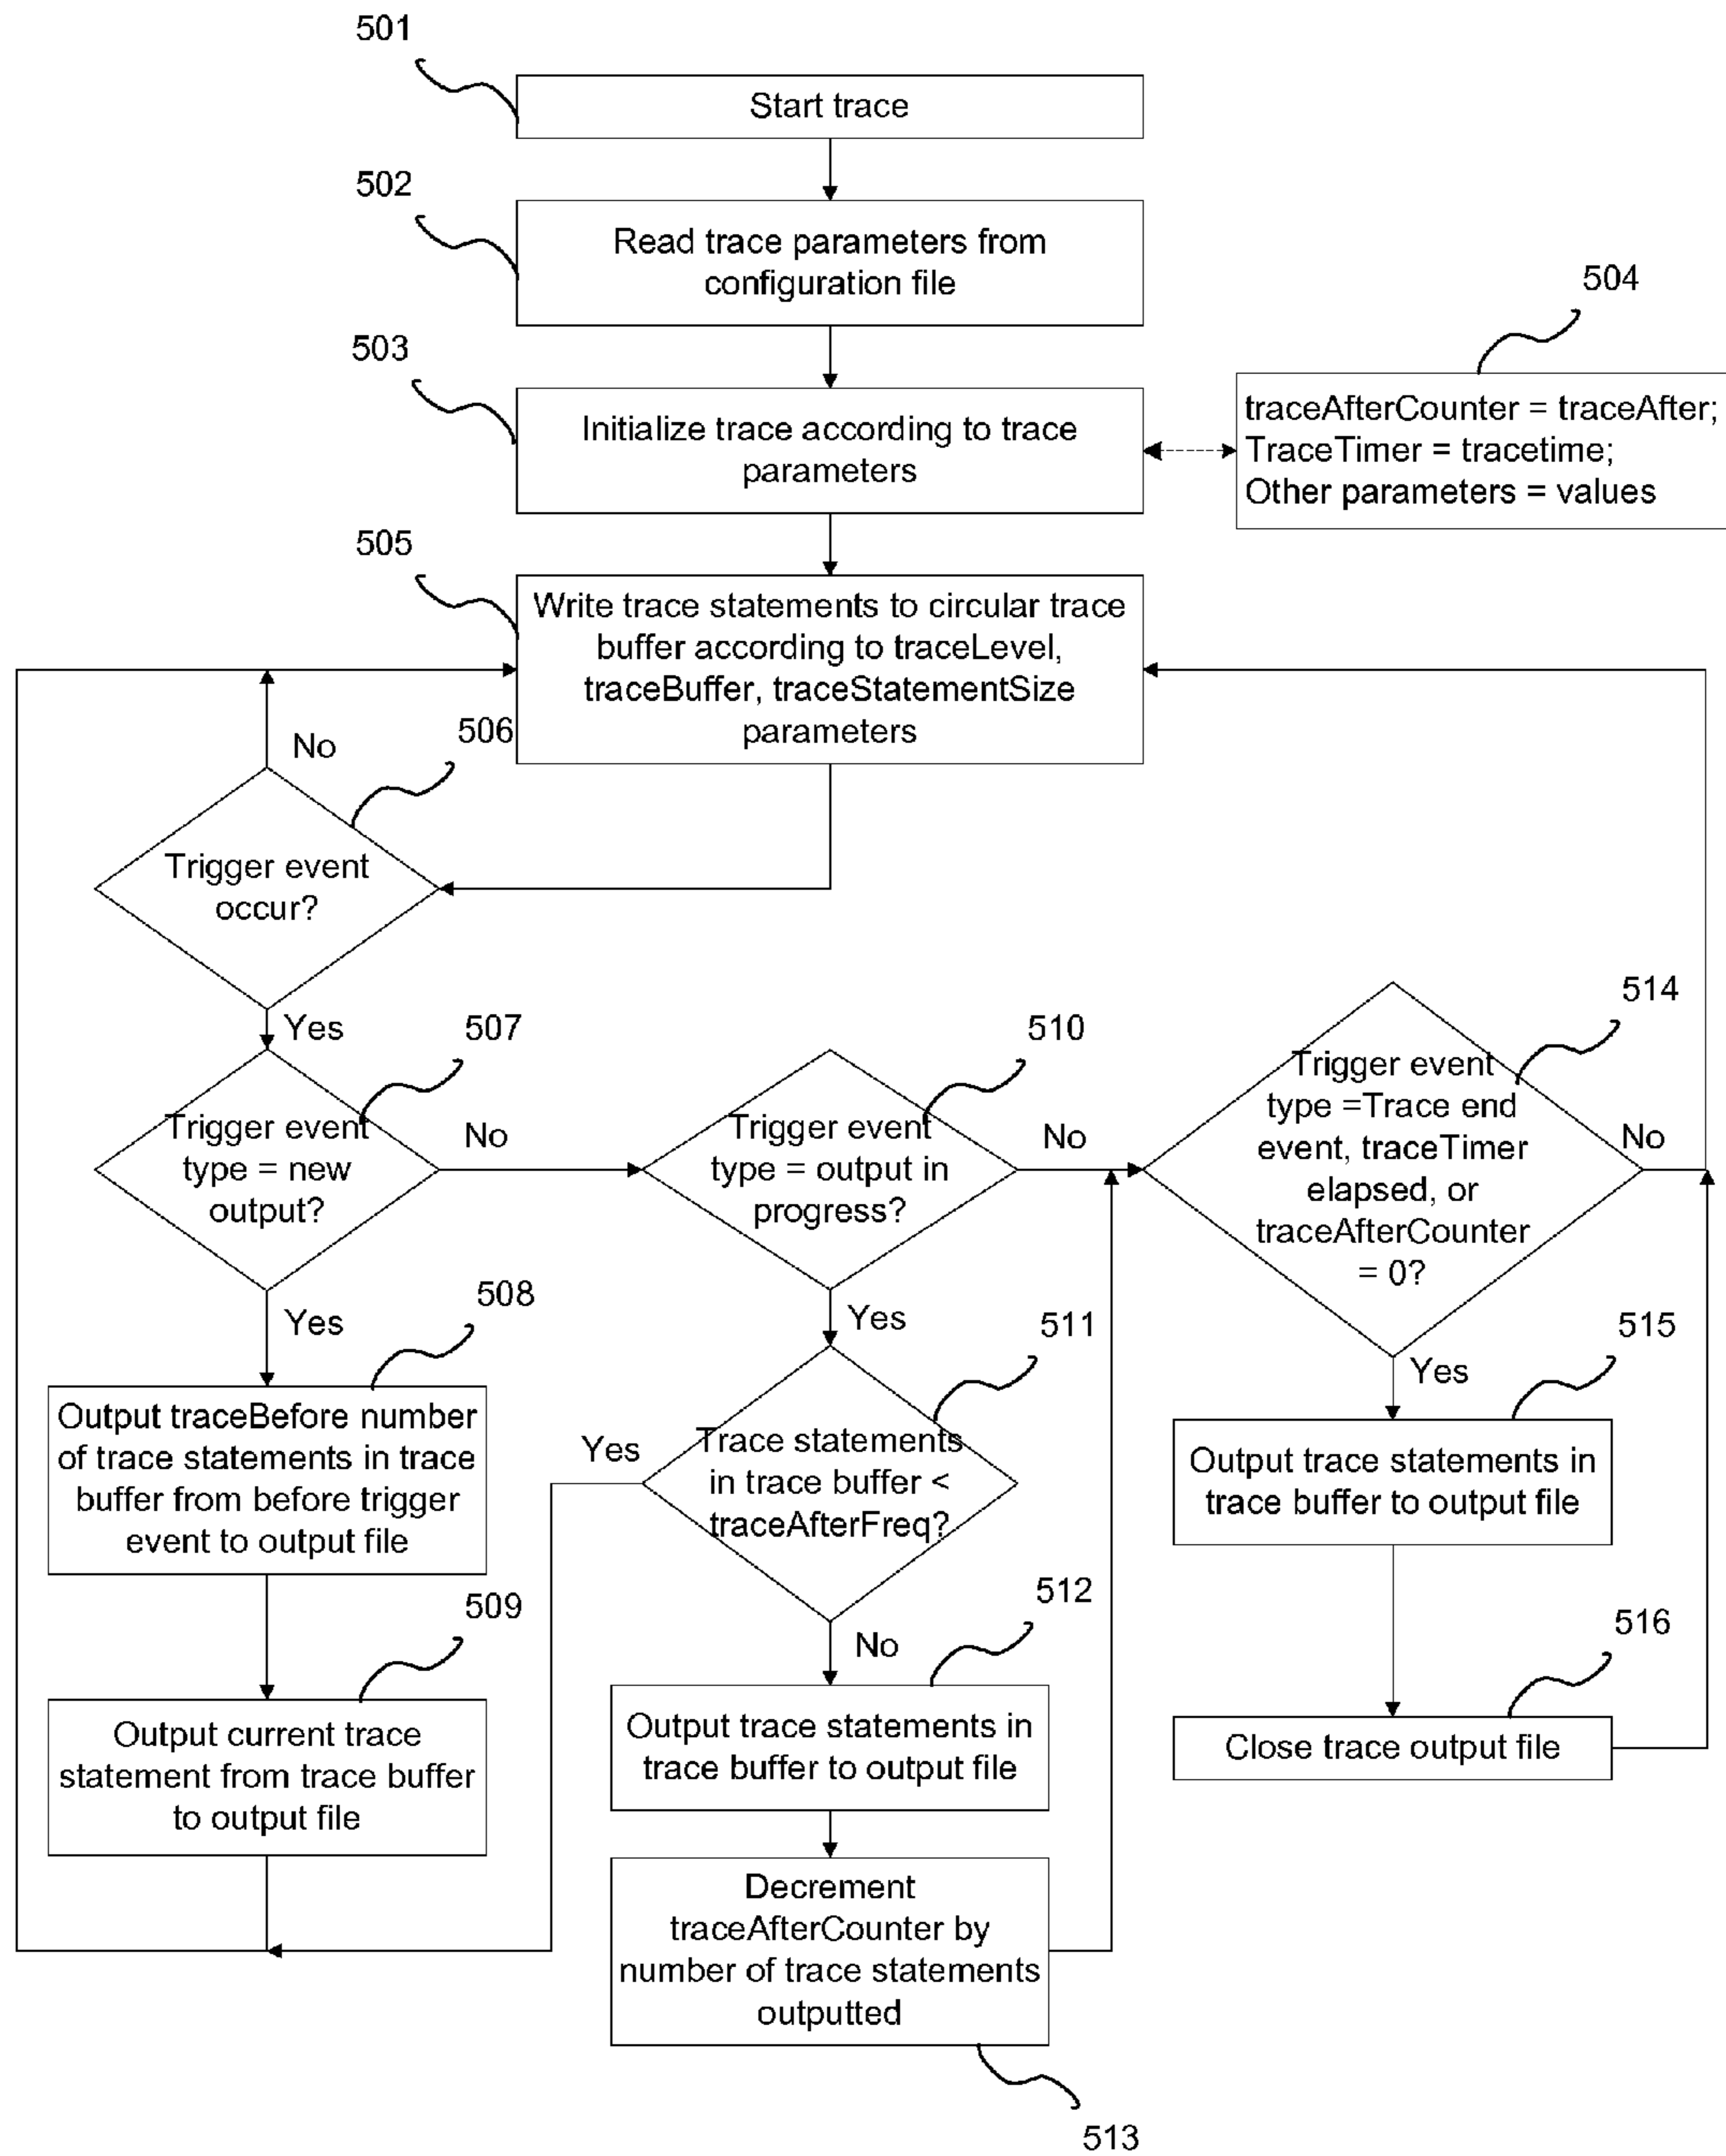 501
Start trace
502
Read trace parameters from
configuration file
503
Initialize trace according to trace
parameters
504
traceAfterCounter = traceAfter;
TraceTimer = tracetime;
Other parameters = values
505
Write trace statements to circular trace
buffer according to traceLevel,
traceBuffer, traceStatementSize
parameters
No
506
Trigger event
occur?
Yes
507
Trigger event
type = new
output?
No
510
Trigger event
type = output in
progress?
No
514
Trigger event
type =Trace end
event, traceTimer
elapsed, or
traceAfterCounter
= 0?
No
Yes
508
Output traceBefore number
of trace statements in trace
buffer from before trigger
event to output file
509
Output current trace
statement from trace buffer
to output file
Yes
511
Trace statements
in trace buffer <
traceAfterFreq?
Yes
No
512
Output trace statements in
trace buffer to output file
Decrement
traceAfterCounter by
number of trace statements
outputted
513
Yes
515
Output trace statements in
trace buffer to output file
516
Close trace output file